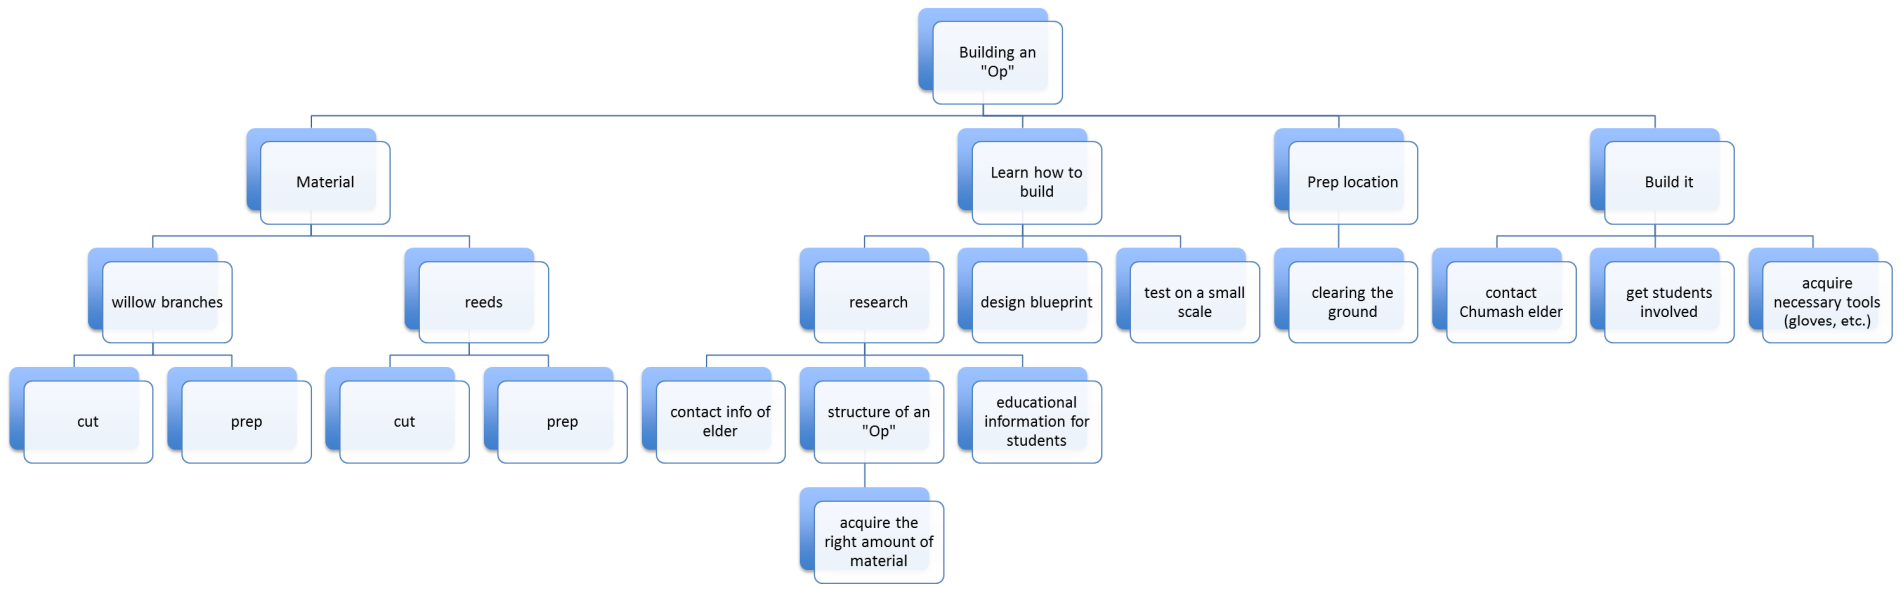 Building an
"Op"
Material
Learn how to
build
Prep location
Build it
willow branches
reeds
research
design blueprint
test on a small
scale
clearing the
ground
contact
Chumash elder
get students
involved
acquire
necessary tools
(gloves, etc.)
cut
prep
cut
prep
contact info of
elder
structure of an
"Op"
educational
information for
students
acquire the
right amount of
material